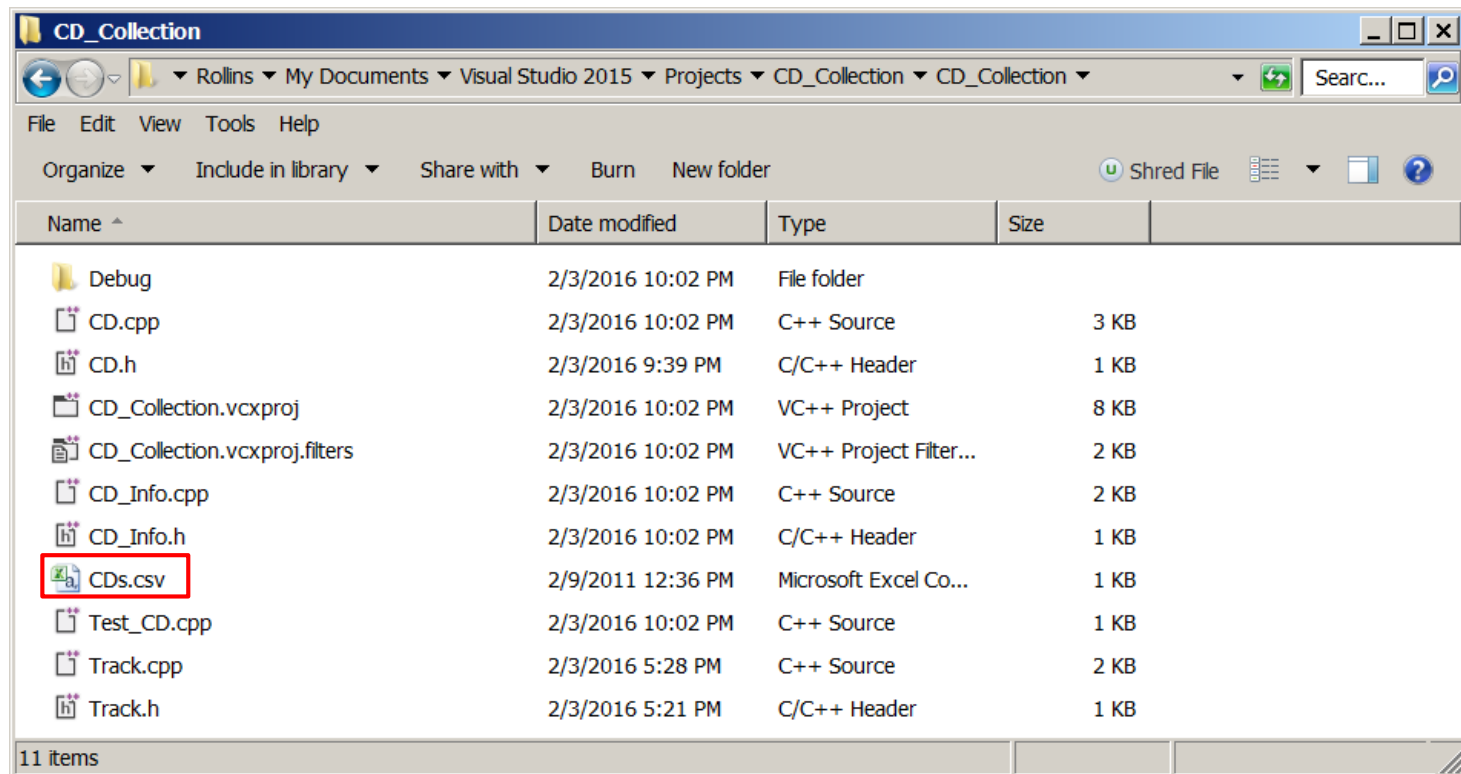 CD_Collection
Rollins My Documents Visual Studio 2015 Projects CD_Collection CD_Collection Searc...
File Edit View Tools Help
Organize Include in library Share with Burn New folder Shred File
Name Date modified Type Size
Debug 2/3/2016 10:02 PM File folder
CD.cpp 2/3/2016 10:02 PM C++ Source 3 KB
CD.h 2/3/2016 9:39 PM C/C++ Header 1 KB
CD_Collection.vcxproj 2/3/2016 10:02 PM VC++ Project 8 KB
CD_Collection.vcxproj.filters 2/3/2016 10:02 PM VC++ Project Filter... 2 KB
CD_Info.cpp 2/3/2016 10:02 PM C++ Source 2 KB
CD_Info.h 2/3/2016 10:02 PM C/C++ Header 1 KB
CDs.csv 2/9/2011 12:36 PM Microsoft Excel Co... 1 KB
Test_CD.cpp 2/3/2016 10:02 PM C++ Source 1 KB
Track.cpp 2/3/2016 5:28 PM C++ Source 2 KB
Track.h 2/3/2016 5:21 PM C/C++ Header 1 KB
11 items